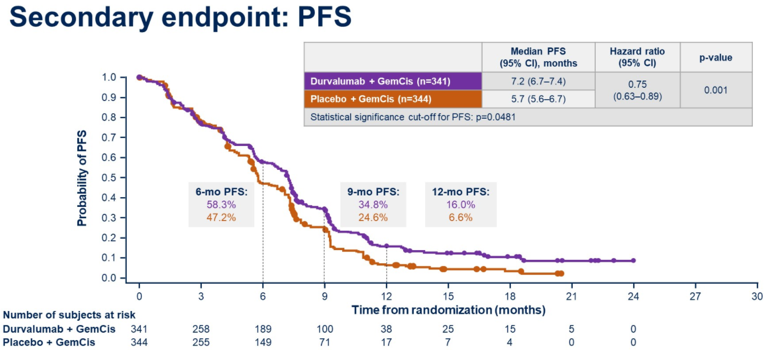 Secondary endpoint: PFS
Median PFS (95% CI), months
Hazard ratio (95% CI)
p-value
Durvalumab + GemCis (n=341) 7.2 (6.7–7.4) 0.75 (0.63–0.89) 0.001
Placebo + GemCis (n=344) 5.7 (5.6–6.7)
Statistical significance cut-off for PFS: p=0.0481
Probability of PFS
1.0
0.9
0.8
0.7
0.6
0.5
0.4
0.3
0.2
0.1
0.0
6-mo PFS:
58.3%
47.2%
9-mo PFS:
34.8%
24.6%
12-mo PFS:
16.0%
6.6%
0 3 6 9 12 15 18 21 24 27 30
Time from randomization (months)
Number of subjects at risk
Durvalumab + GemCis 341 258 189 100 38 25 15 5 0
Placebo + GemCis 344 255 149 71 17 7 4 0 0